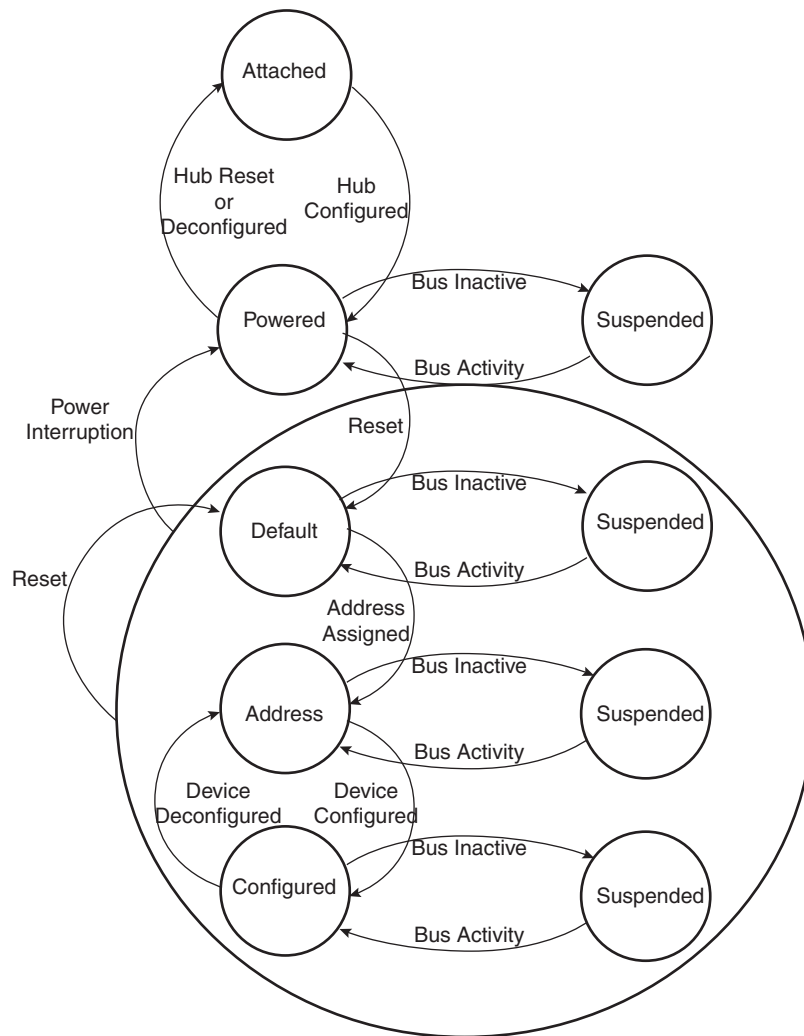 Attached
Hub Reset
or
Deconfigured
Hub
Configured
Powered
Bus Inactive
Suspended
Bus Activity
Power
Interruption
Reset
Default
Bus Inactive
Suspended
Bus Activity
Reset
Address
Assigned
Address
Bus Inactive
Suspended
Bus Activity
Device
Deconfigured
Device
Configured
Configured
Bus Inactive
Suspended
Bus Activity